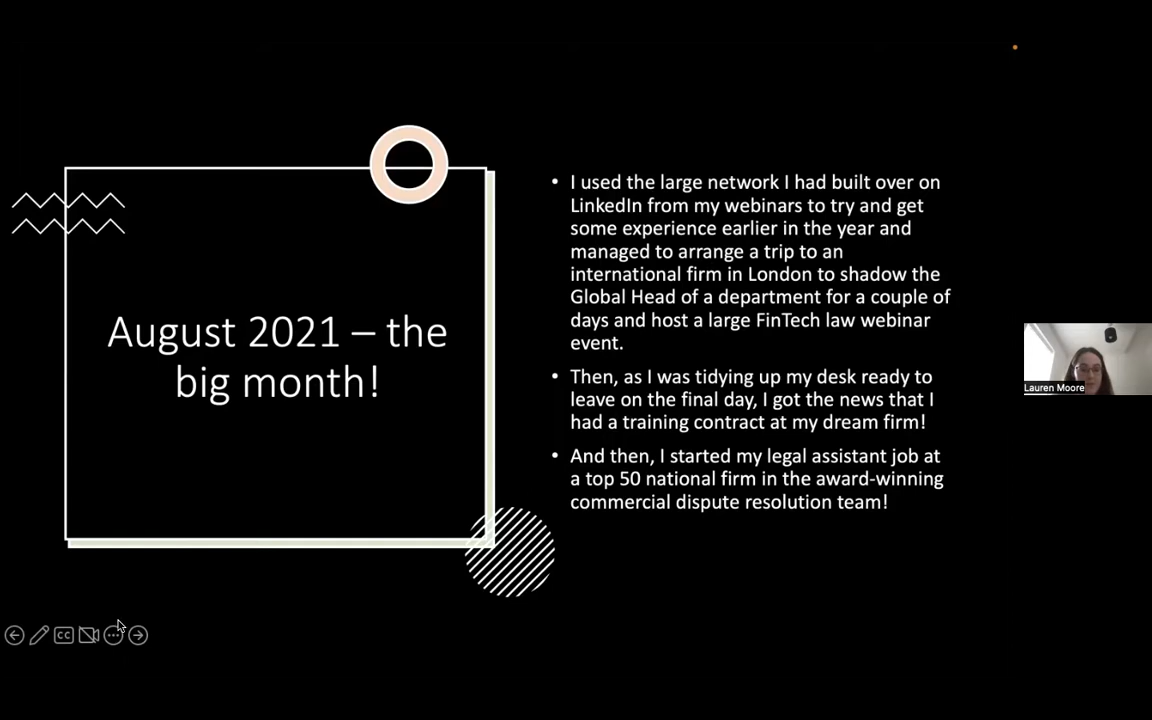 August 2021 – the
big month!
• I used the large network I had built over on
LinkedIn from my webinars to try and get
some experience earlier in the year and
managed to arrange a trip to an
international firm in London to shadow the
Global Head of a department for a couple of
days and host a large FinTech law webinar
event.
• Then, as I was tidying up my desk ready to
leave on the final day, I got the news that I
had a training contract at my dream firm!
• And then, I started my legal assistant job at
a top 50 national firm in the award-winning
commercial dispute resolution team!
Lauren Moore
CC